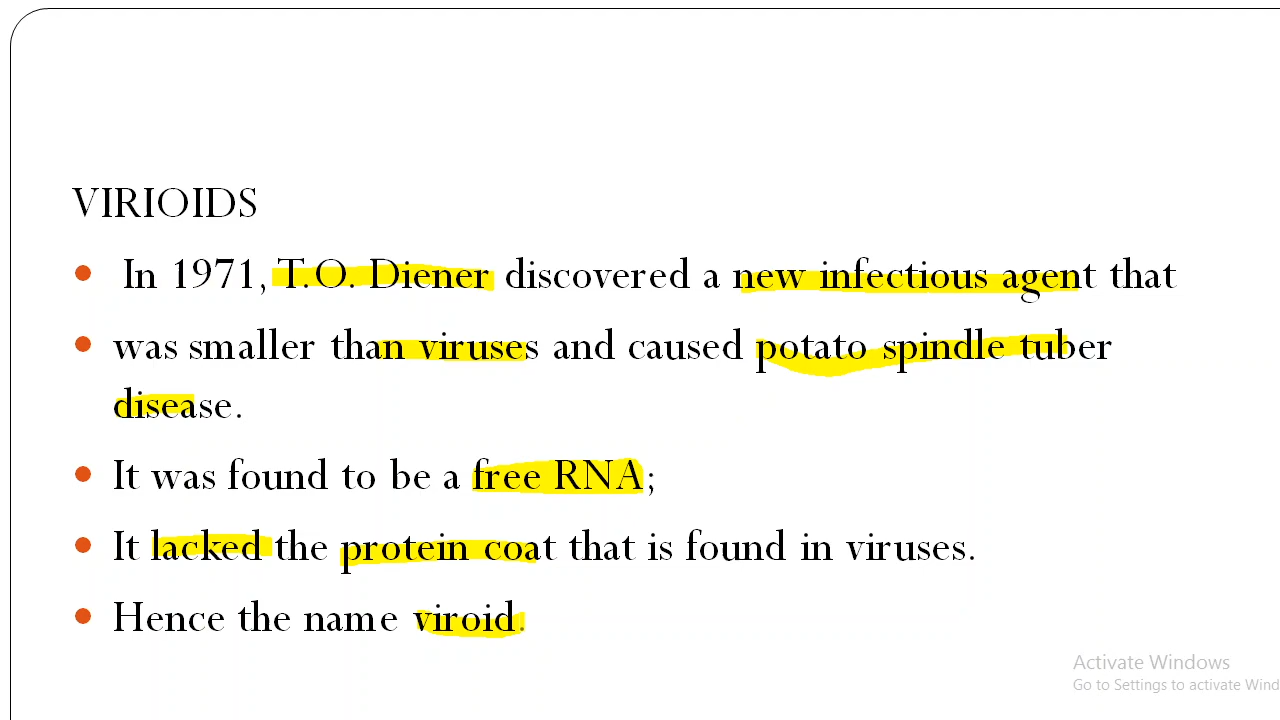 VIRIOIDS
• In 1971, T.O. Diener discovered a new infectious agent that
• was smaller than viruses and caused potato spindle tuber
disease.
• It was found to be a free RNA;
• It lacked the protein coat that is found in viruses.
• Hence the name viroid.
Activate Windows
Go to Settings to activate Wind